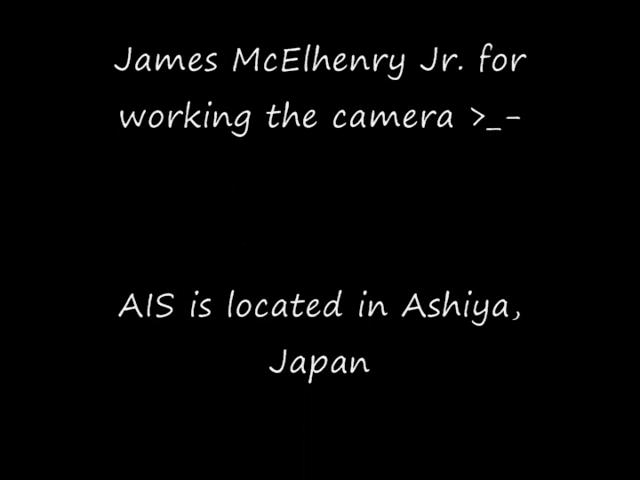 James McElhenry Jr. for
working the camera >_-
AIS is located in Ashiya,
Japan